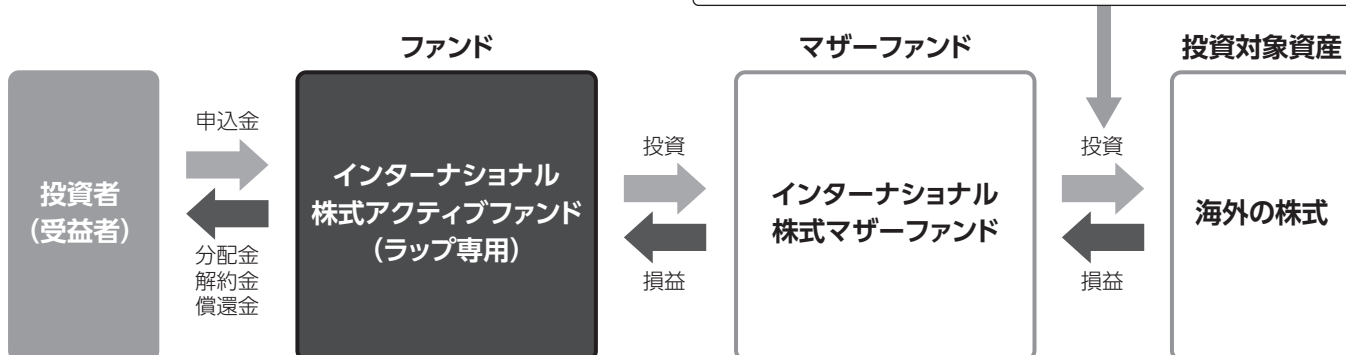 ファンド
マザーファンド
投資対象資産
投資者
（受益者）
申込金
分配金
解約金
償還金
インターナショナル
株式アクティブファンド
（ラップ専用）
投資
損益
インターナショナル
株式マザーファンド
投資
損益
海外の株式